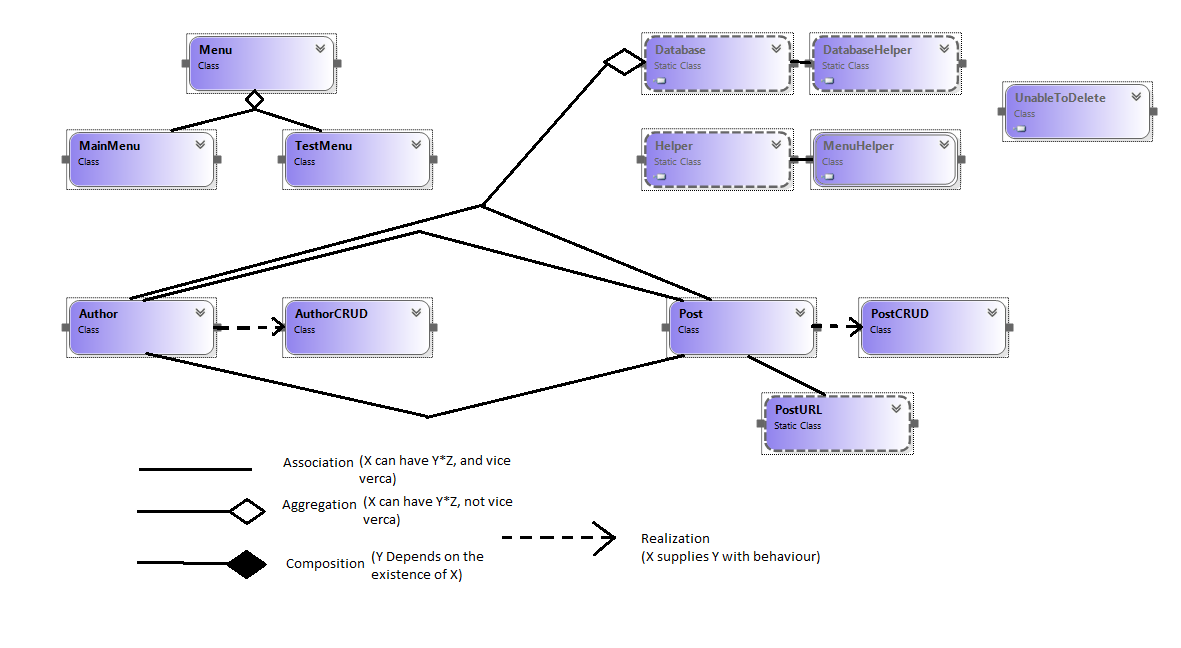 Menu
Class
Database
Static Class
DatabaseHelper
Static Class
UnableToDelete
Class
MainMenu
Class
TestMenu
Class
Helper
Static Class
MenuHelper
Class
Author
Class
AuthorCRUD
Class
Post
Class
PostCRUD
Class
PostURL
Static Class
Association (X can have Y*Z, and vice
verca)
Aggregation (X can have Y*Z, not vice
verca)
Composition (Y Depends on the
existence of X)
Realization
(X supplies Y with behaviour)